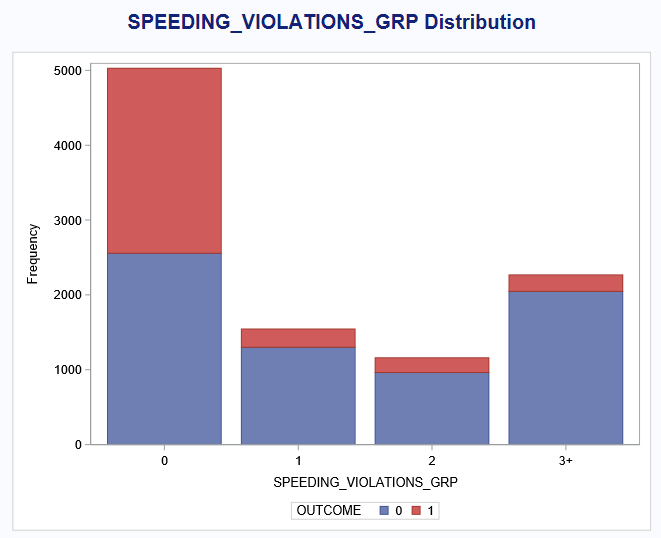 SPEEDING_VIOLATIONS_GRP Distribution
5000
4000
3000
2000
1000
0
Frequency
0 1 2 3+
SPEEDING_VIOLATIONS_GRP
OUTCOME 0 1